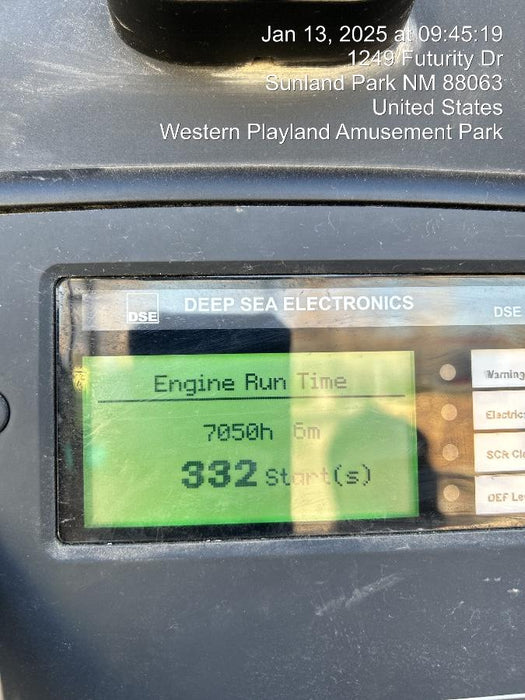 Jan 13, 2025 at 09:45:19
1249 Futurity Dr
Sunland Park NM 88063
United States
Western Playland Amusement Park
DSE DEEP SEA ELECTRONICS DSE
Engine Run Time
7050h 6m
332 Start(s)
Warning
Electric
SCR Cle
DEF Le